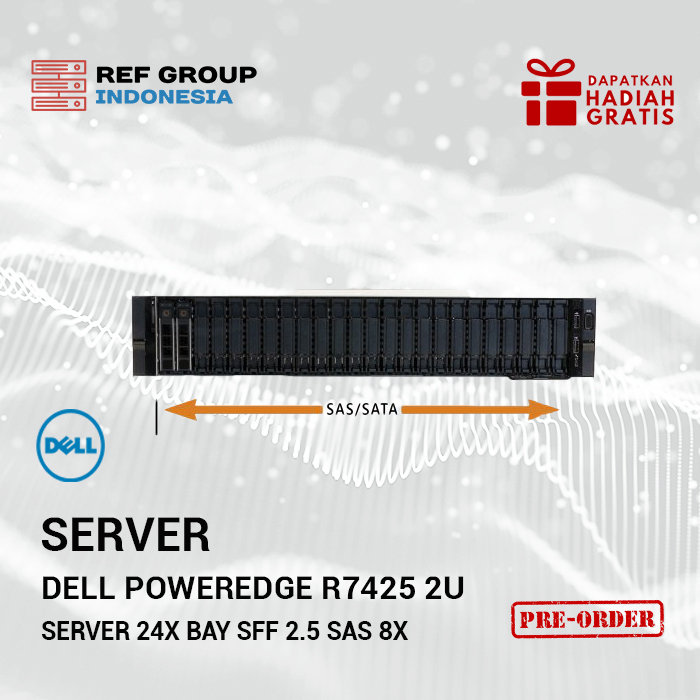 REF GROUP
INDONESIA
DAPATKAN
HADIAH
GRATIS
SAS/SATA
DELL
SERVER
DELL POWEREDGE R7425 2U
SERVER 24X BAY SFF 2.5 SAS 8X
PRE-ORDER